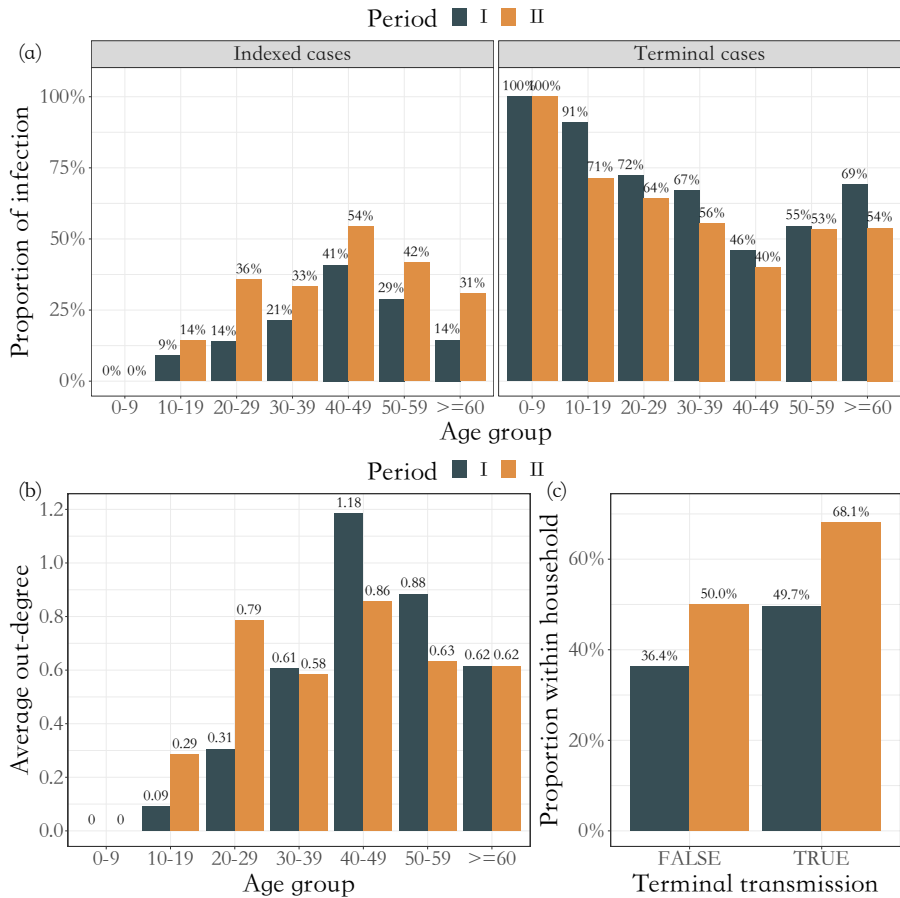 Period I II
(a)
Indexed cases
Terminal cases
Proportion of infection
100%
75%
50%
25%
0%
0% 0% 9% 14% 14% 36% 21% 33% 41% 54% 29% 42% 14% 31%
100% 100% 91% 71% 72% 64% 67% 56% 46% 40% 55% 53% 69% 54%
0-9 10-19 20-29 30-39 40-49 50-59 >=60
0-9 10-19 20-29 30-39 40-49 50-59 >=60
Age group
Period I II
(b)
Average out-degree
1.2
1.0
0.8
0.6
0.4
0.2
0.0
0 0 0.09 0.29 0.31 0.79 0.61 0.58 1.18 0.86 0.88 0.63 0.62 0.62
0-9 10-19 20-29 30-39 40-49 50-59 >=60
Age group
(c)
Proportion within household
60%
40%
20%
0%
36.4% 50.0% 49.7% 68.1%
FALSE TRUE
Terminal transmission